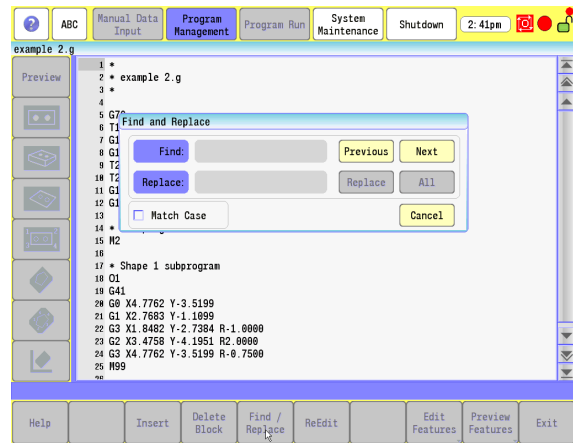 ?
ABC
Manual Data
Input
Program
Management
Program Run
System
Maintenance
Shutdown
2:41pm
example 2.g
Preview
1 *
2 * example 2.g
3 *
4
5 G70
6 T1
7 G1
8 G1
9 T2
10 T2
11 G1
12 G1
13
14 *
15 M2
16
17 * Shape 1 subprogram
18 O1
19 G41
20 G0 X4.7762 Y-3.5199
21 G1 X2.7683 Y-1.1099
22 G3 X1.8482 Y-2.7384 R-1.0000
23 G2 X3.4758 Y-4.1951 R2.0000
24 G3 X4.7762 Y-3.5199 R-0.7500
25 M99
26
Find and Replace
Find:
Previous
Next
Replace:
Replace
All
Match Case
Cancel
Help
Insert
Delete
Block
Find /
Replace
ReEdit
Edit
Features
Preview
Features
Exit